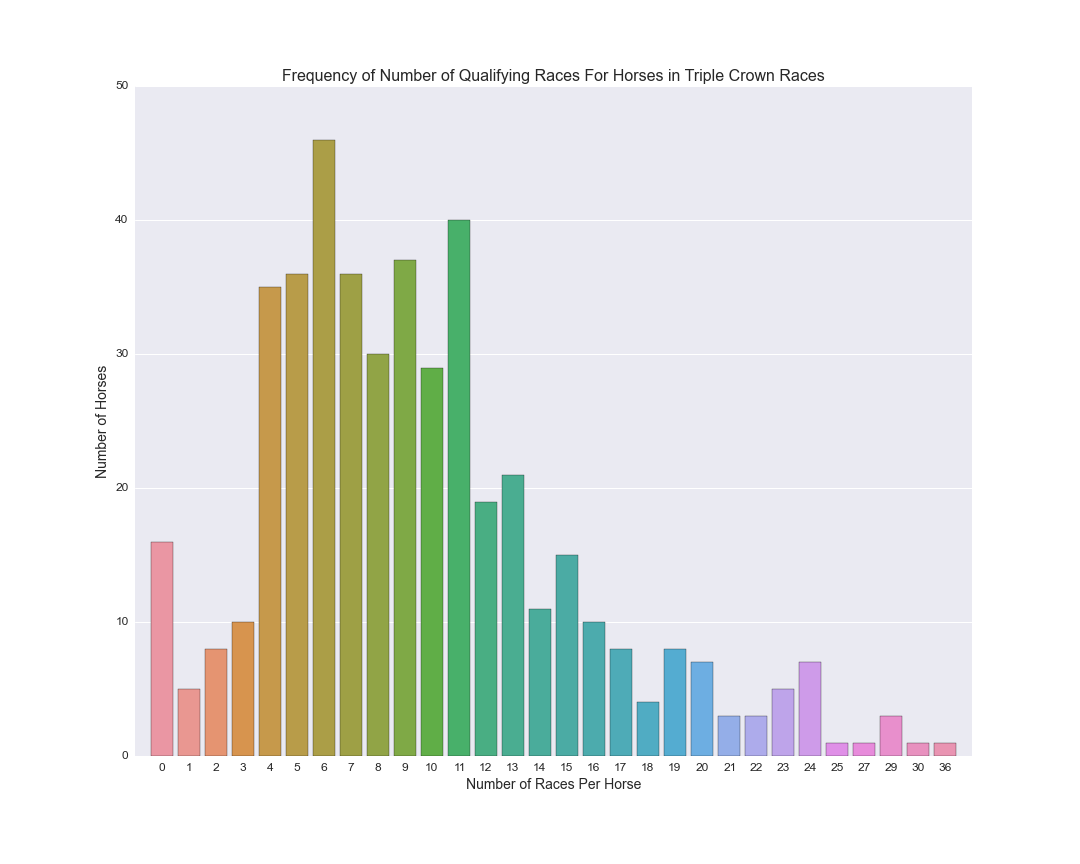 Frequency of Number of Qualifying Races For Horses in Triple Crown Races
50
40
30
20
10
0
Number of Horses
0 1 2 3 4 5 6 7 8 9 10 11 12 13 14 15 16 17 18 19 20 21 22 23 24 25 27 29 30 36
Number of Races Per Horse